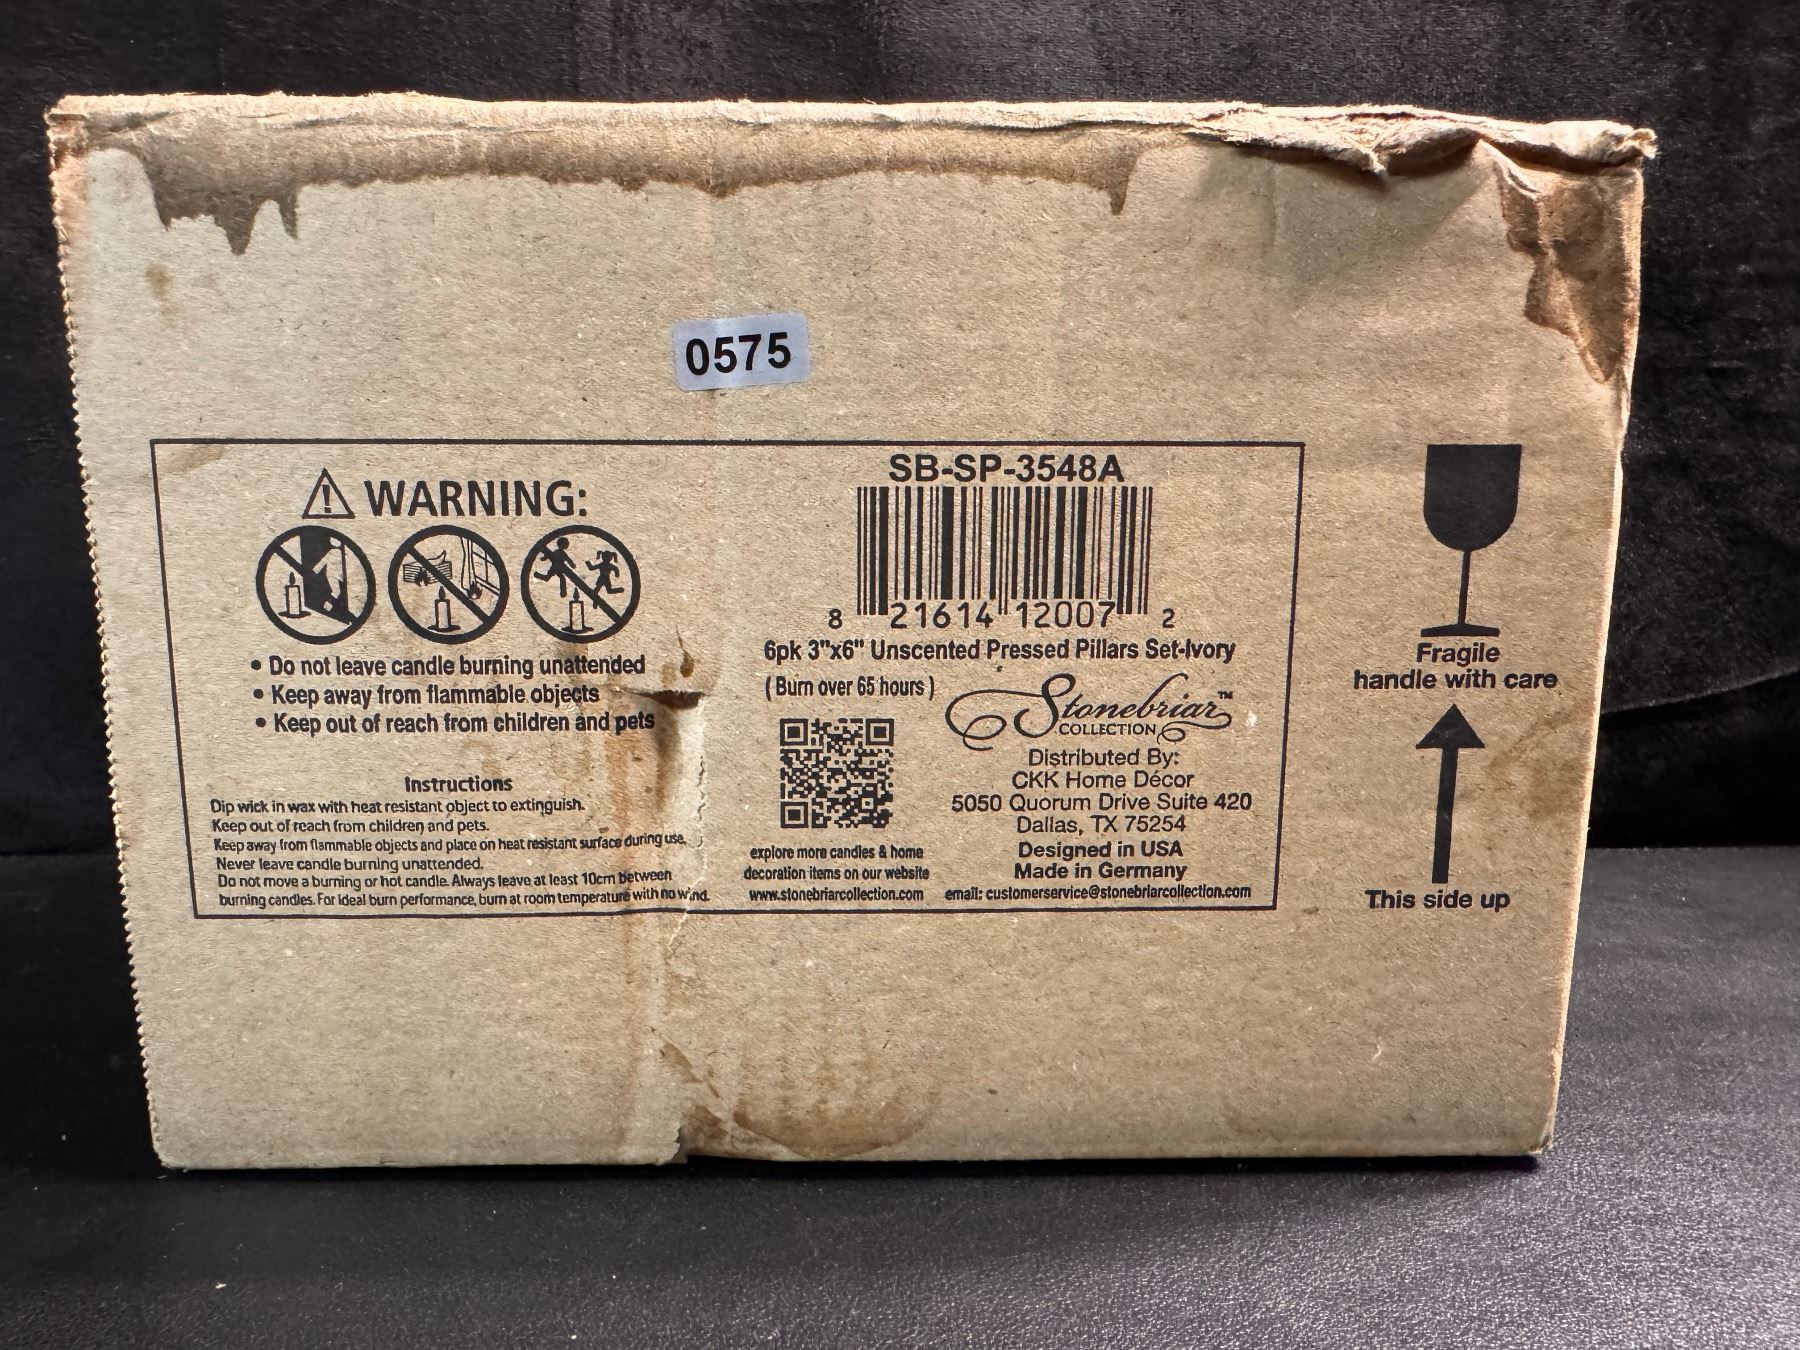 0575
WARNING:
• Do not leave candle burning unattended
• Keep away from flammable objects
• Keep out of reach from children and pets
Instructions
Dip wick in wax with heat resistant object to extinguish.
Keep out of reach from children and pets.
Keep away from flammable objects and place on heat resistant surface during use.
Never leave candle burning unattended.
Do not move a burning or hot candle. Always leave at least 10cm between
burning candles. For ideal burn performance, burn at room temperature with no wind.
SB-SP-3548A
8 21614 12007 2
6pk 3"x6" Unscented Pressed Pillars Set-Ivory
( Burn over 65 hours )
explore more candles & home
decoration items on our website
www.stonebriarcollection.com
Stonebriar™
COLLECTION
Distributed By:
CKK Home Décor
5050 Quorum Drive Suite 420
Dallas, TX 75254
Designed in USA
Made in Germany
email: customerservice@stonebriarcollection.com
Fragile
handle with care
This side up